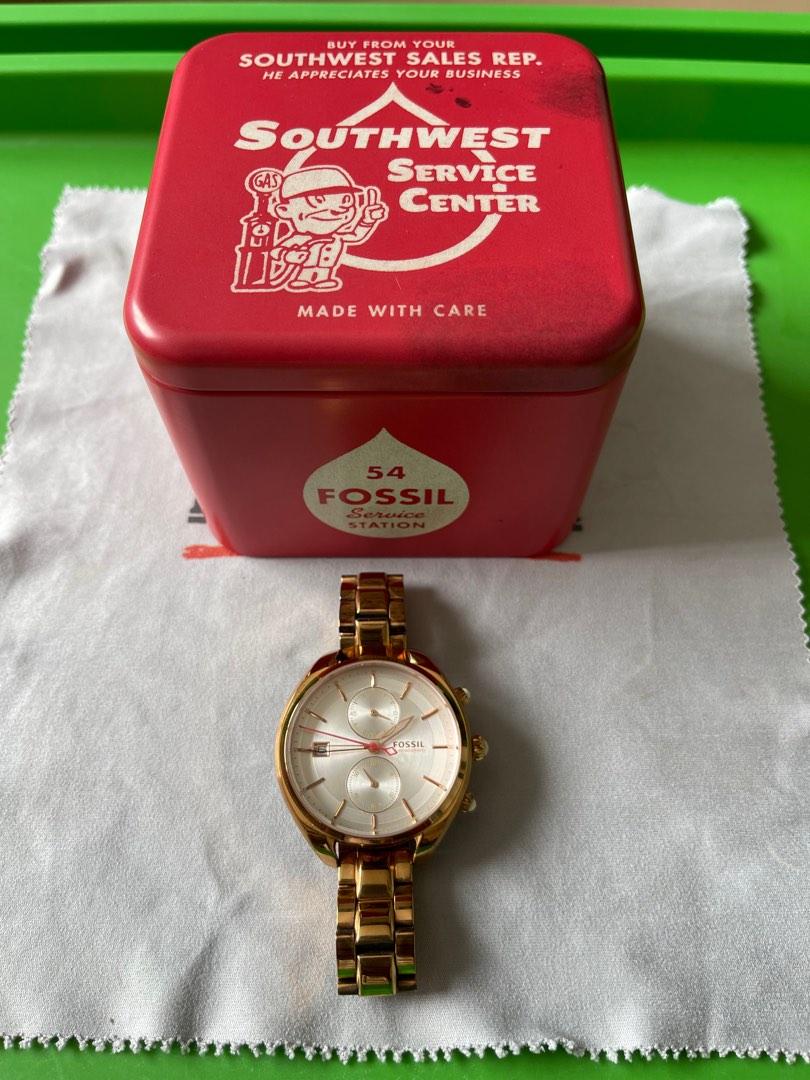 BUY FROM YOUR
SOUTHWEST SALES REP.
HE APPRECIATES YOUR BUSINESS
SOUTHWEST
SERVICE
CENTER
GAS
MADE WITH CARE
54
FOSSIL
Service
STATION
FOSSIL